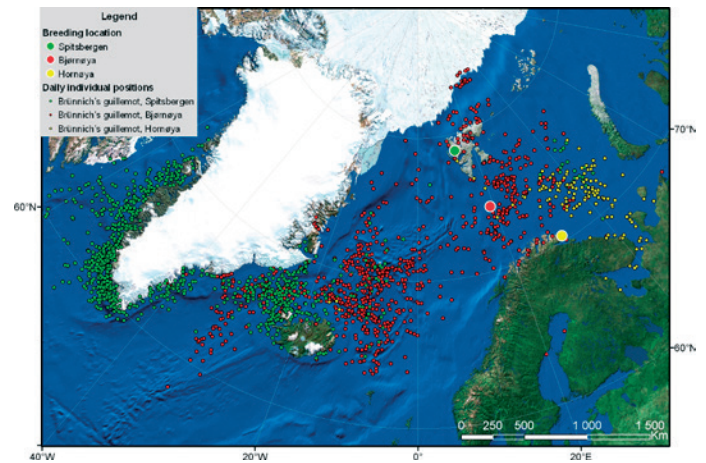 Legend
Breeding location
Spitsbergen
Bjørnøya
Hornøya
Daily individual positions
Brünnich's guillemot, Spitsbergen
Brünnich's guillemot, Bjørnøya
Brünnich's guillemot, Hornøya
70°N
60°N
60°N
0 250 500 1 000 1 500
Km
40°W 20°W 0° 20°E